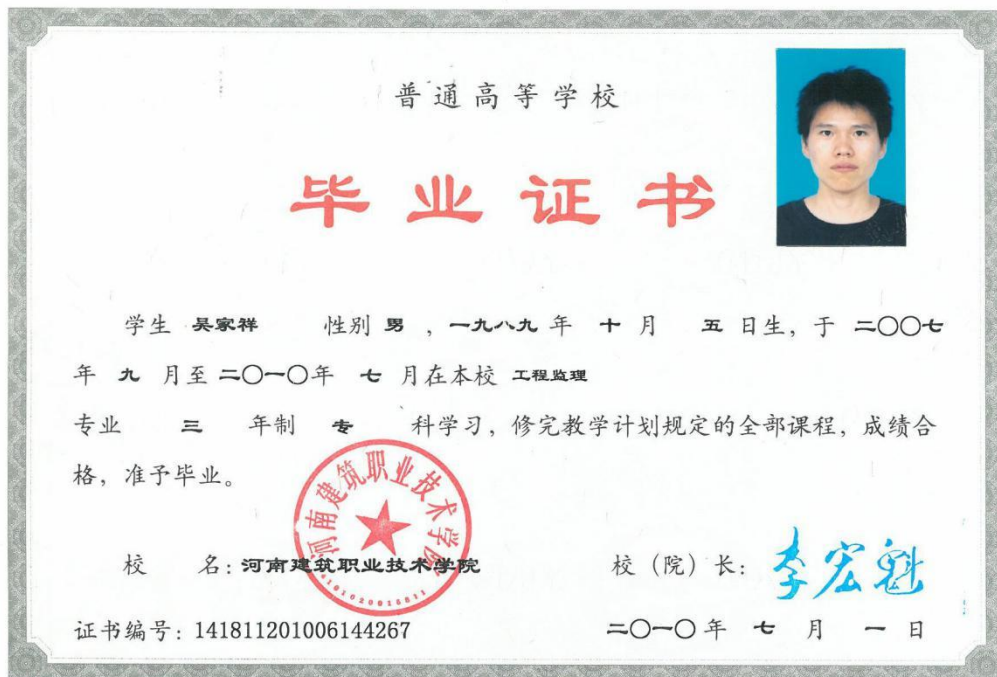 普通高等学校
毕业证书
学生 吴家祥 性别 男 ，一九八九 年 十 月 五 日生，于 二〇〇七
年 九 月至 二〇一〇年 七 月在本校 工程监理
专业 三 年制 专 科学习，修完教学计划规定的全部课程，成绩合
格，准予毕业。
河南建筑职业技术学院
校 名：河南建筑职业技术学院 校（院）长：李宏魁
证书编号：141811201006144267 二〇一〇 年 七 月 一 日